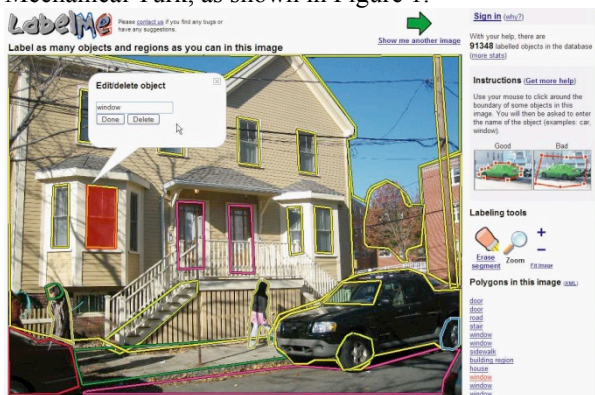 Mechanical Turk, as shown in Figure 1.
LabelMe
Please contact us if you find any bugs or
have any suggestions.
Show me another image
Label as many objects and regions as you can in this image
Sign in (why?)
With your help, there are
91348 labelled objects in the database
(more stats)
Instructions (Get more help)
Use your mouse to click around the
boundary of some objects in this
image. You will then be asked to enter
the name of the object (examples: car,
window).
Good Bad
Edit/delete object
window
Done Delete
Labeling tools
Erase
segment
Zoom
Fit image
Polygons in this image (XML)
door
door
road
stair
window
window
sidewalk
building region
house
window
window
window